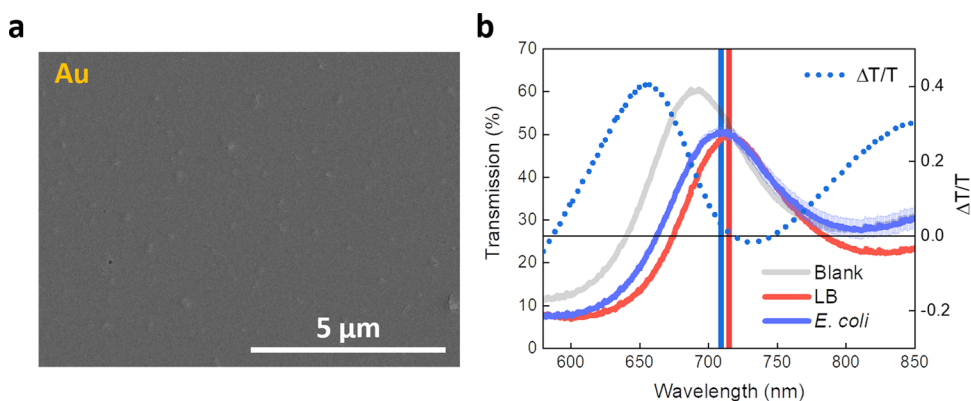 a
Au
5 μm
b
70
60
50
40
30
20
10
0
Transmission (%)
600
650
700
750
800
850
Wavelength (nm)
0.4
0.2
0.0
-0.2
ΔT/T
ΔT/T
Blank
LB
E. coli